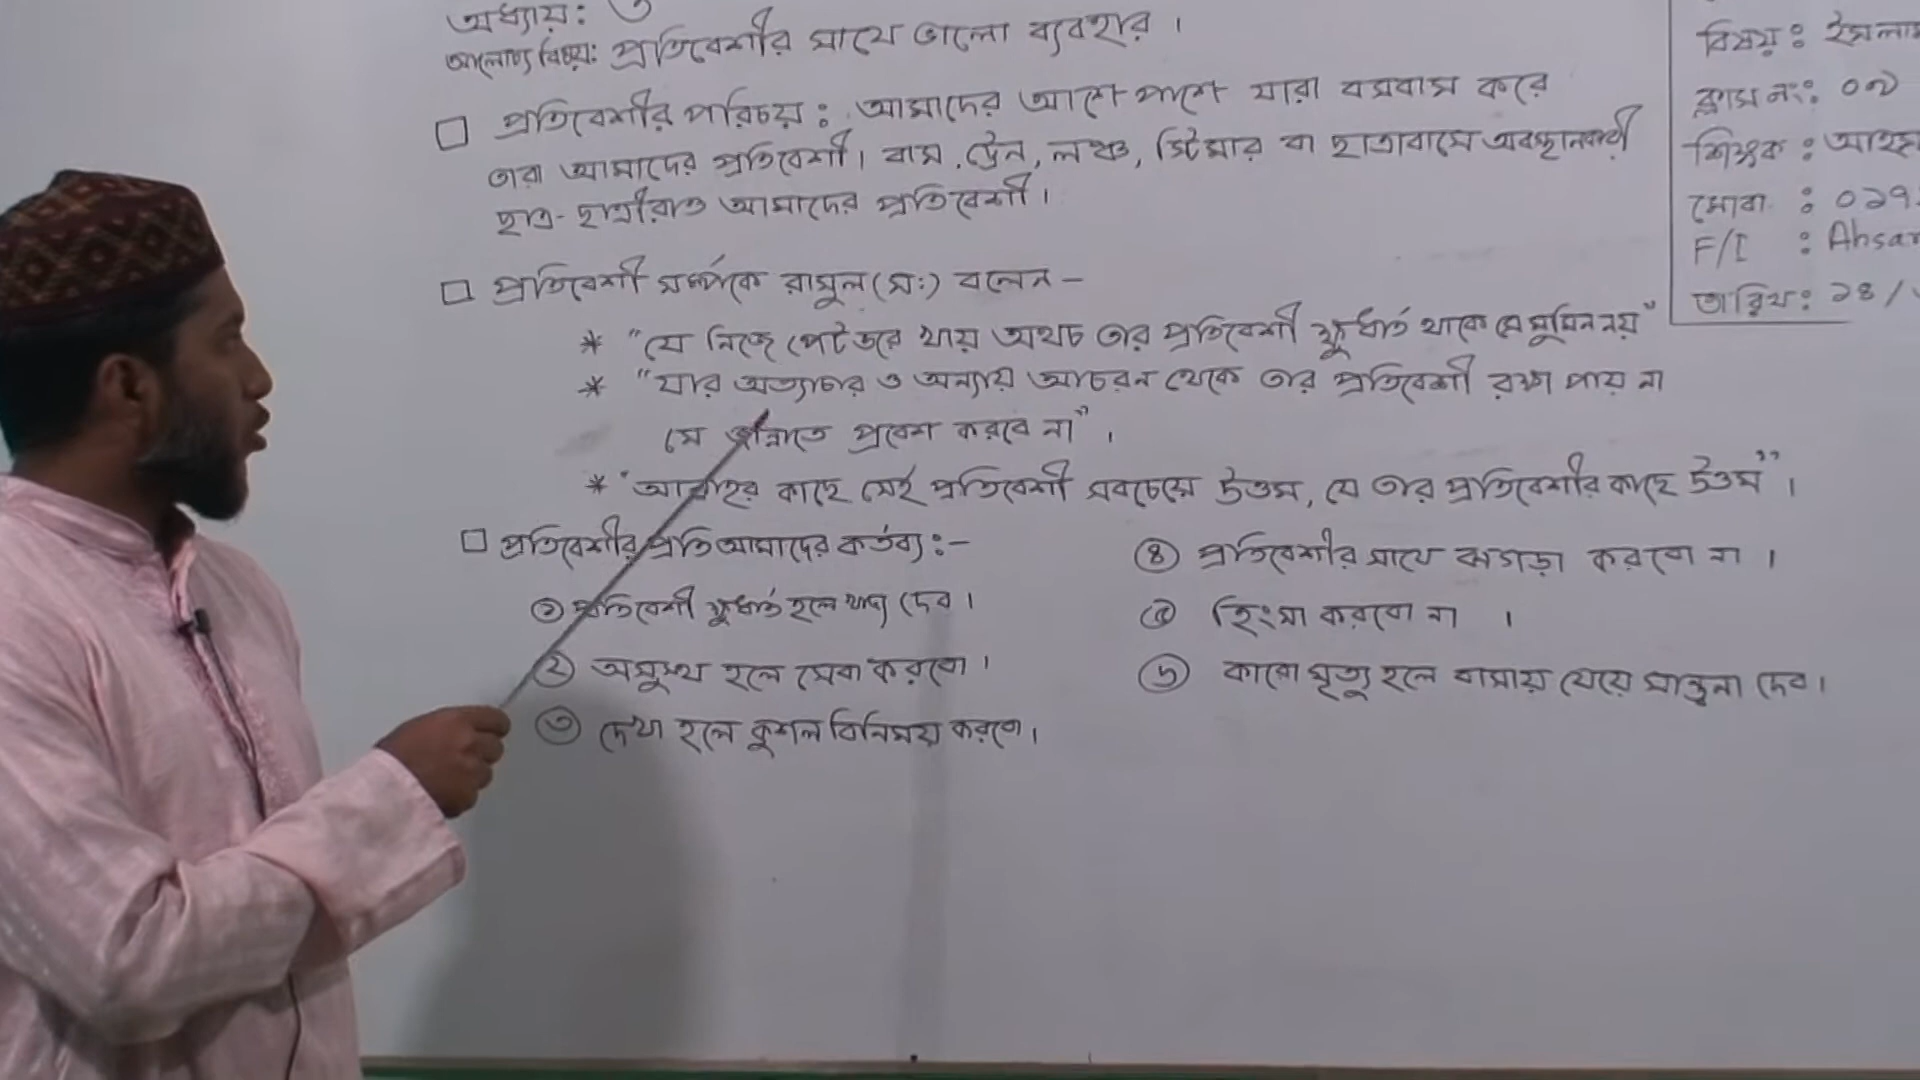 অধ্যায়: ৩
আলোচ্য বিষয়: প্রতিবেশীর সাথে ভালো ব্যবহার।
প্রতিবেশীর পরিচয়: আমাদের আশে পাশে যারা বসবাস করে
তারা আমাদের প্রতিবেশী। বাস, ট্রেন, লঞ্চ, স্টিমার বা ছাত্রাবাসে অবস্থানকারী
ছাত্র-ছাত্রীরাও আমাদের প্রতিবেশী।
প্রতিবেশী সর্ম্পকে রাসুল (স:) বলেন -
* "যে নিজে পেট ভরে খায় অথচ তার প্রতিবেশী ক্ষুধার্ত থাকে সে মুমিন নয়"
* "যার অত্যাচার ও অন্যায় আচরন থেকে তার প্রতিবেশী রক্ষা পায় না
সে জান্নাতে প্রবেশ করবে না"।
* "আল্লাহর কাছে সেই প্রতিবেশী সবচেয়ে উত্তম, যে তার প্রতিবেশীর কাছে উত্তম"।
প্রতিবেশীর প্রতি আমাদের কর্তব্য:-
১ প্রতিবেশী ক্ষুধার্ত হলে খাদ্য দেব।
২ অসুস্থ হলে সেবা করবো।
৩ দেখা হলে কুশল বিনিময় করবো।
৪ প্রতিবেশীর সাথে ঝগড়া করবো না।
৫ হিংসা করবো না।
৬ কারো মৃত্যু হলে বাসায় যেয়ে সান্ত্বনা দেব।
বিষয়: ইসলা
ক্লাস নং: ০৯
শিক্ষক: আহ
মোবা: ০১৭
F/I : Ahsa
তারিখ: ১৪/